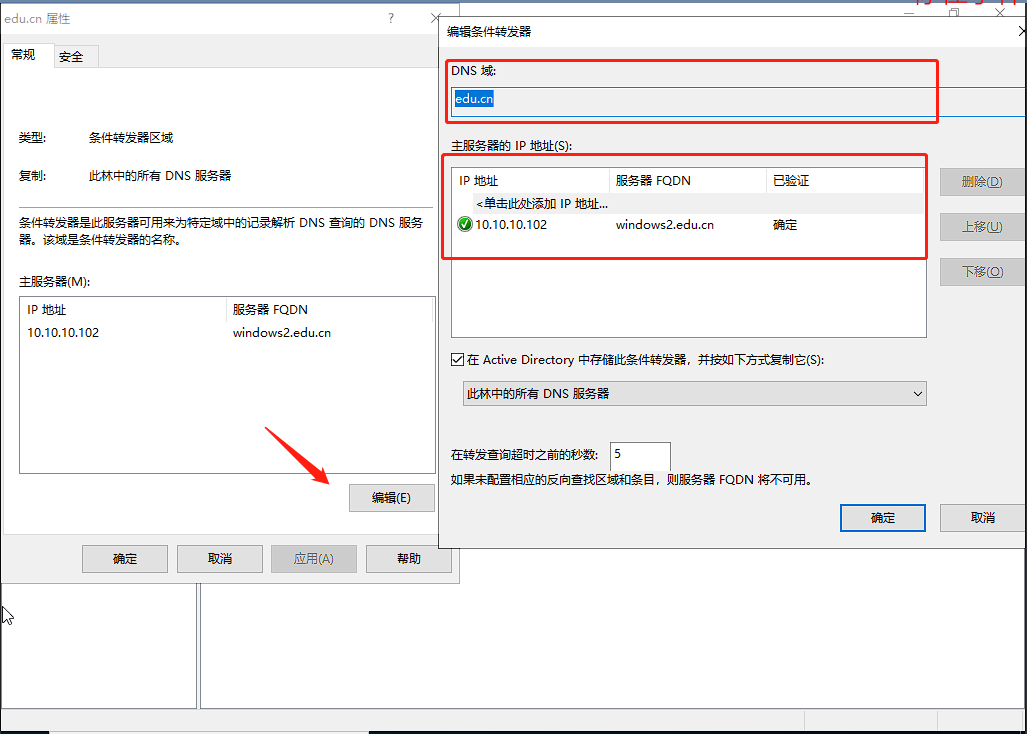 edu.cn 属性
?
常规
安全
类型:
条件转发器区域
复制:
此林中的所有 DNS 服务器
条件转发器是此服务器可用来为特定域中的记录解析 DNS 查询的 DNS 服务
器。该域是条件转发器的名称。
主服务器(M):
IP 地址
服务器 FQDN
10.10.10.102
windows2.edu.cn
编辑(E)
确定
取消
应用(A)
帮助
编辑条件转发器
DNS 域:
edu.cn
主服务器的 IP 地址(S):
IP 地址
服务器 FQDN
已验证
<单击此处添加 IP 地址...
10.10.10.102
windows2.edu.cn
确定
删除(D)
上移(U)
下移(O)
在 Active Directory 中存储此条件转发器，并按如下方式复制它(S):
此林中的所有 DNS 服务器
在转发查询超时之前的秒数:
5
如果未配置相应的反向查找区域和条目，则服务器 FQDN 将不可用。
确定
取消